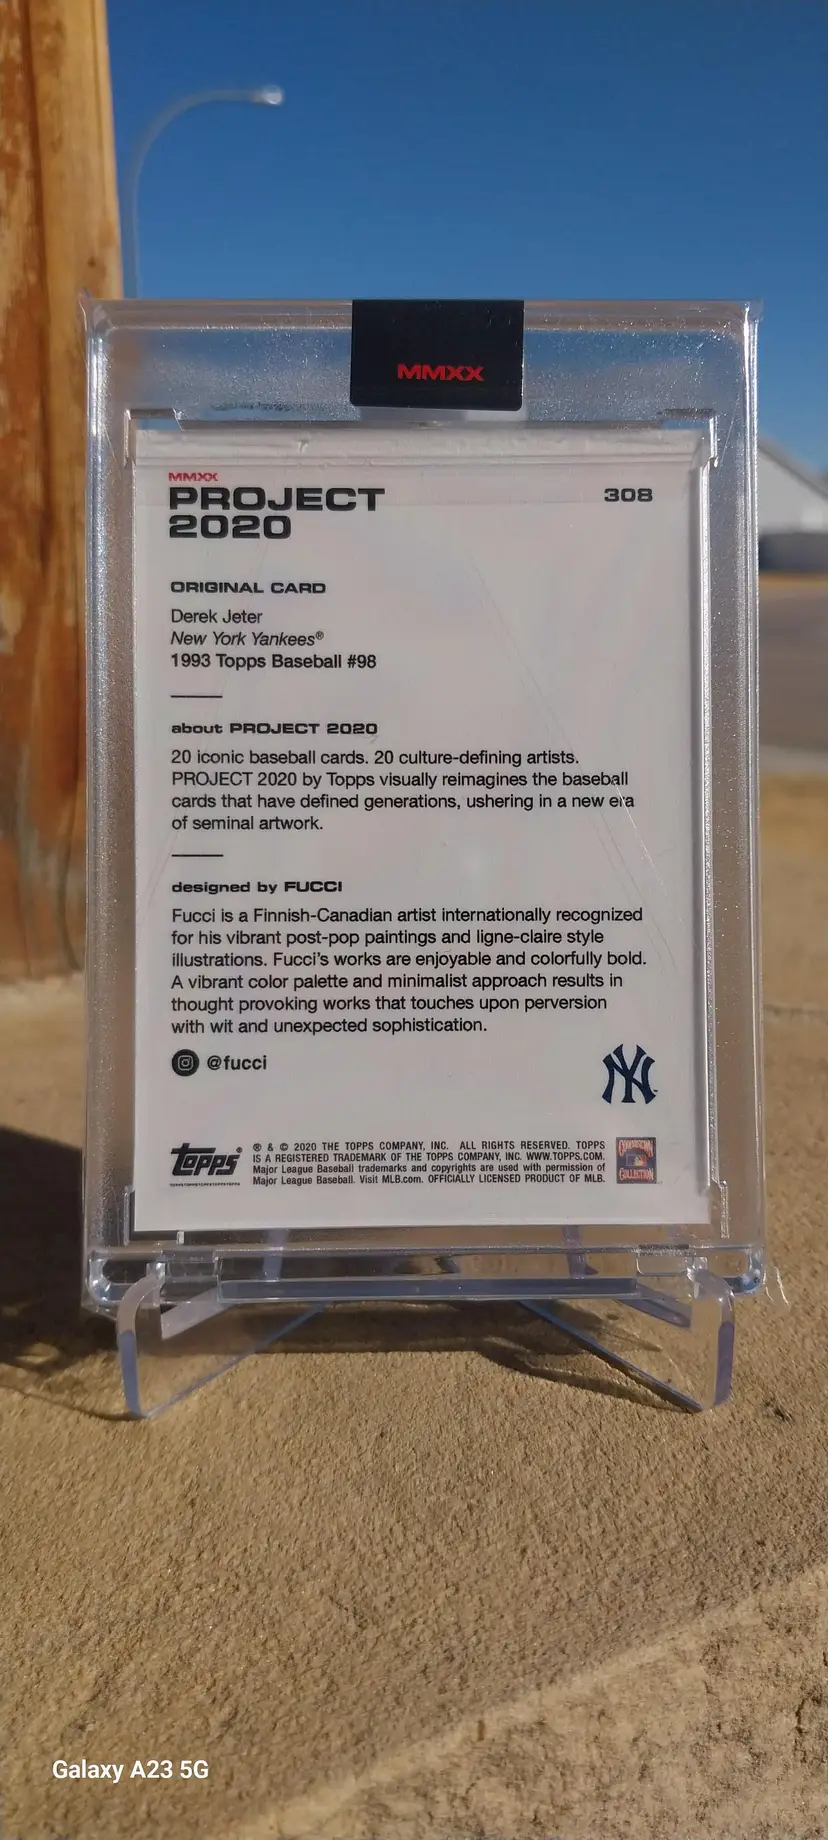 MMXX
MMXX
PROJECT
2020
308
ORIGINAL CARD
Derek Jeter
New York Yankees®
1993 Topps Baseball #98
about PROJECT 2020
20 iconic baseball cards. 20 culture-defining artists.
PROJECT 2020 by Topps visually reimagines the baseball
cards that have defined generations, ushering in a new era
of seminal artwork.
designed by FUCCI
Fucci is a Finnish-Canadian artist internationally recognized
for his vibrant post-pop paintings and ligne-claire style
illustrations. Fucci's works are enjoyable and colorfully bold.
A vibrant color palette and minimalist approach results in
thought provoking works that touches upon perversion
with wit and unexpected sophistication.
@fucci
NY
Topps®
® & © 2020 THE TOPPS COMPANY, INC. ALL RIGHTS RESERVED. TOPPS
IS A REGISTERED TRADEMARK OF THE TOPPS COMPANY, INC. WWW.TOPPS.COM.
Major League Baseball trademarks and copyrights are used with permission of
Major League Baseball. Visit MLB.com. OFFICIALLY LICENSED PRODUCT OF MLB.
COOPERSTOWN
COLLECTION
Galaxy A23 5G